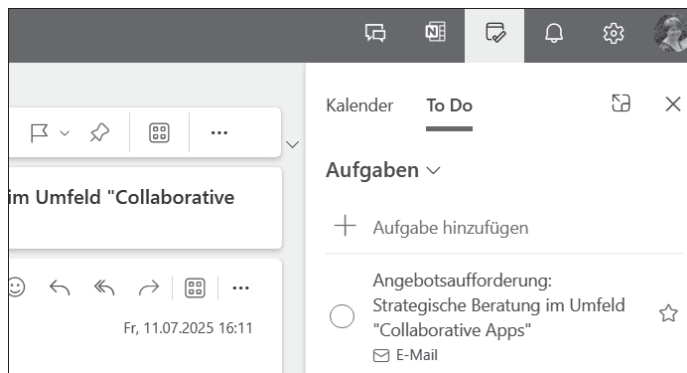 Kalender
To Do
Aufgaben
im Umfeld "Collaborative
Aufgabe hinzufügen
Angebotsaufforderung:
Strategische Beratung im Umfeld
"Collaborative Apps"
E-Mail
Fr, 11.07.2025 16:11